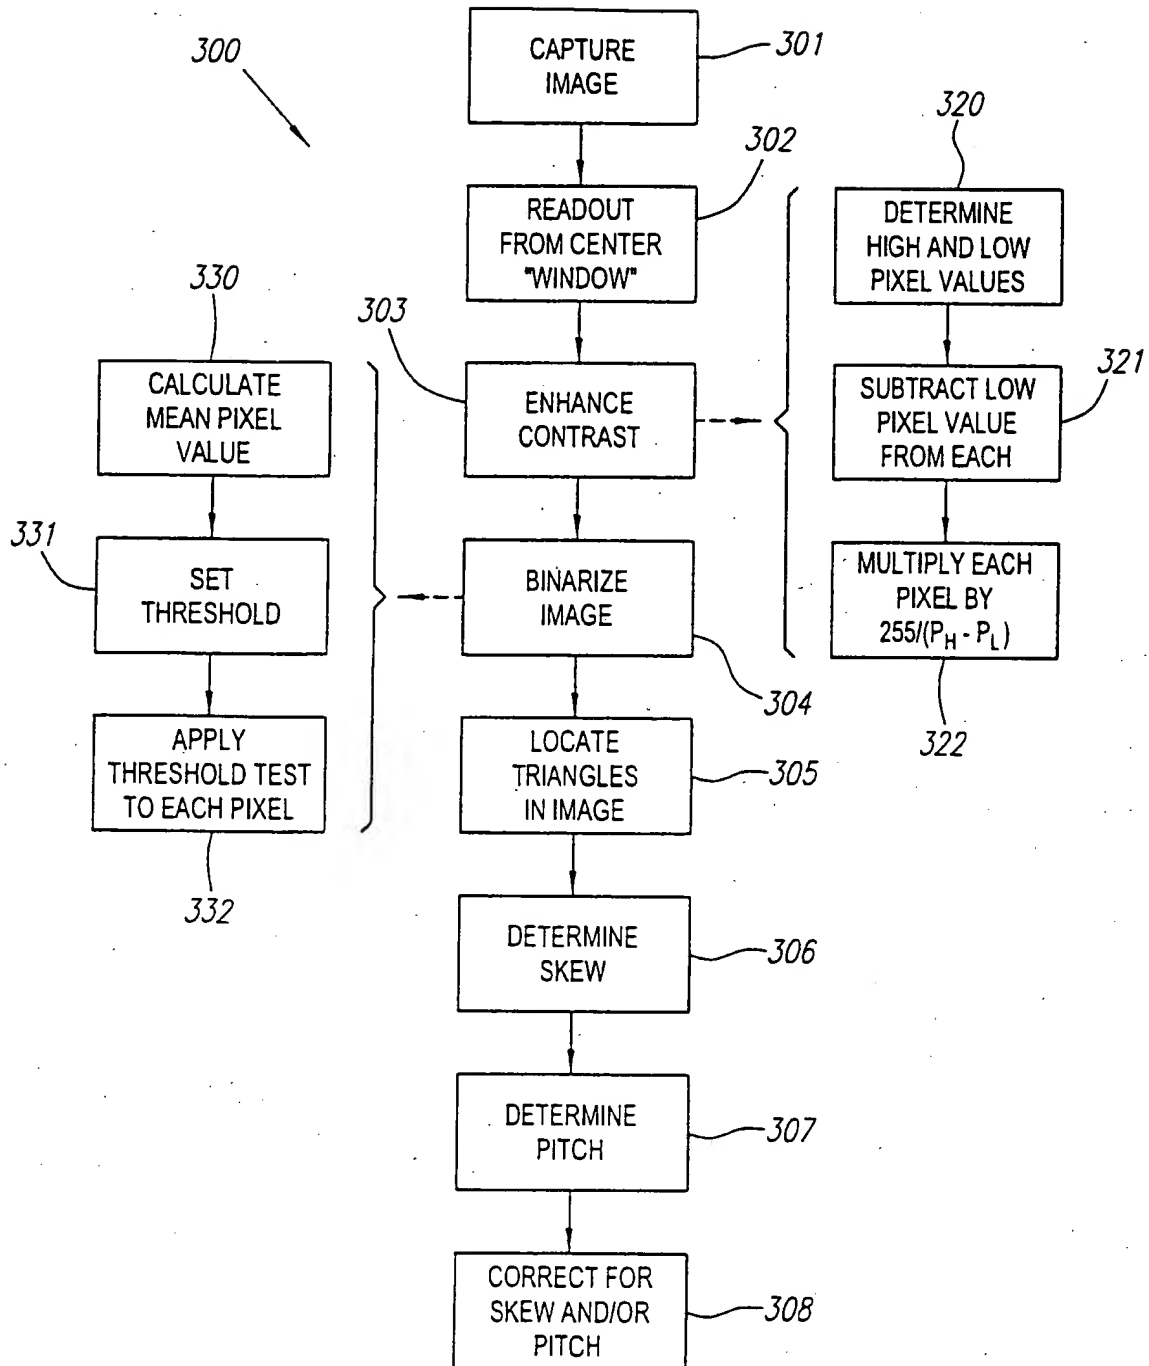 300
CAPTURE
IMAGE
301
302
READOUT
FROM CENTER
"WINDOW"
303
ENHANCE
CONTRAST
320
DETERMINE
HIGH AND LOW
PIXEL VALUES
321
SUBTRACT LOW
PIXEL VALUE
FROM EACH
MULTIPLY EACH
PIXEL BY
255/(PH - PL)
322
330
CALCULATE
MEAN PIXEL
VALUE
331
SET
THRESHOLD
APPLY
THRESHOLD TEST
TO EACH PIXEL
332
BINARIZE
IMAGE
304
LOCATE
TRIANGLES
IN IMAGE
305
DETERMINE
SKEW
306
DETERMINE
PITCH
307
CORRECT FOR
SKEW AND/OR
PITCH
308